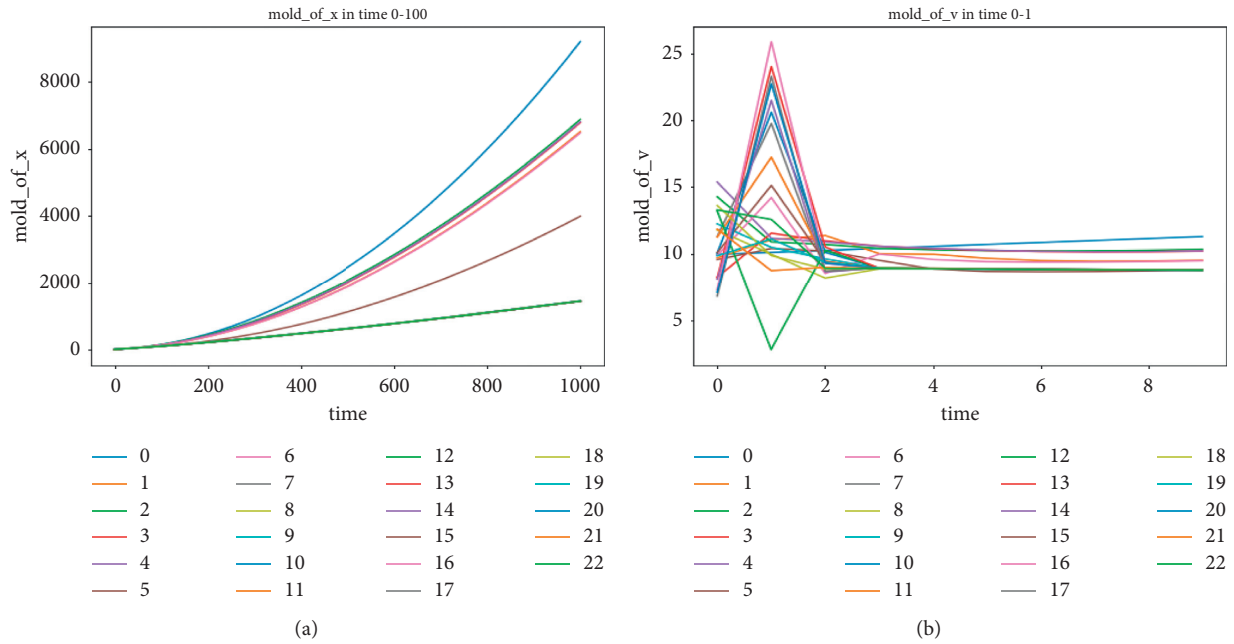 mold_of_x in time 0-100
mold_of_x
8000
6000
4000
2000
0
0 200 400 600 800 1000
time
0 6 12 18
1 7 13 19
2 8 14 20
3 9 15 21
4 10 16 22
5 11 17
(a)
mold_of_v in time 0-1
mold_of_v
25
20
15
10
5
0 2 4 6 8
time
0 6 12 18
1 7 13 19
2 8 14 20
3 9 15 21
4 10 16 22
5 11 17
(b)